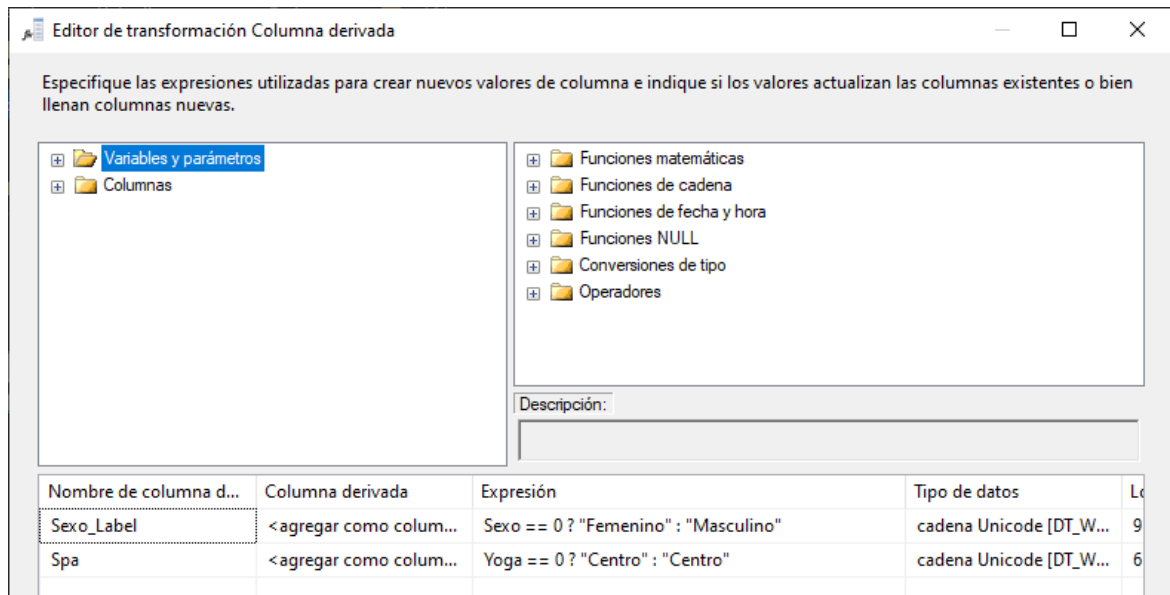 Editor de transformación Columna derivada
Especifique las expresiones utilizadas para crear nuevos valores de columna e indique si los valores actualizan las columnas existentes o bien
llenan columnas nuevas.
Variables y parámetros
Columnas
Funciones matemáticas
Funciones de cadena
Funciones de fecha y hora
Funciones NULL
Conversiones de tipo
Operadores
Descripción:
Nombre de columna d... Columna derivada Expresión Tipo de datos Lo
Sexo_Label <agregar como colum... Sexo == 0 ? "Femenino" : "Masculino" cadena Unicode [DT_W... 9
Spa <agregar como colum... Yoga == 0 ? "Centro" : "Centro" cadena Unicode [DT_W... 6